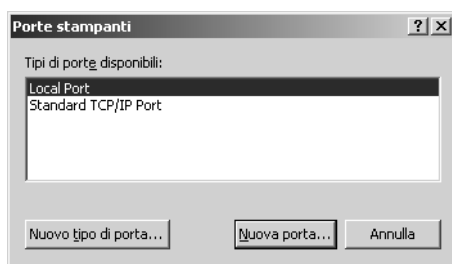 Porte stampanti
Tipi di porte disponibili:
Local Port
Standard TCP/IP Port
Nuovo tipo di porta... Nuova porta... Annulla